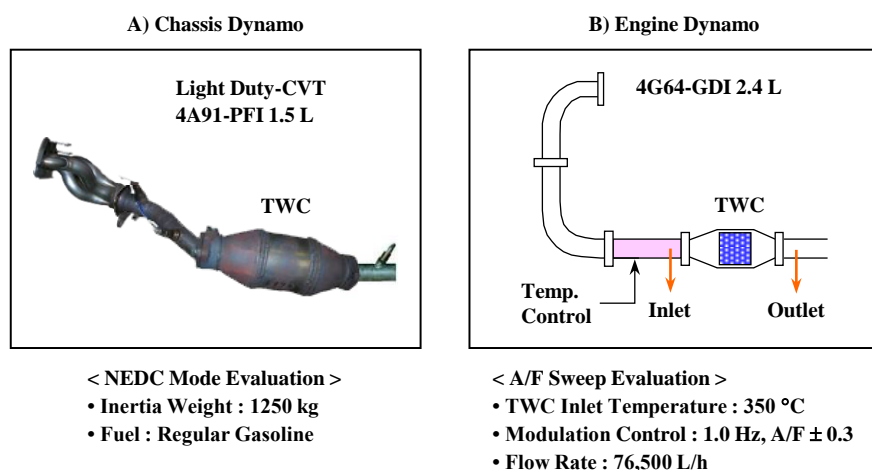 A) Chassis Dynamo
Light Duty-CVT
4A91-PFI 1.5 L
TWC
< NEDC Mode Evaluation >
• Inertia Weight : 1250 kg
• Fuel : Regular Gasoline
B) Engine Dynamo
4G64-GDI 2.4 L
TWC
Temp.
Control
Inlet
Outlet
< A/F Sweep Evaluation >
• TWC Inlet Temperature : 350 °C
• Modulation Control : 1.0 Hz, A/F ± 0.3
• Flow Rate : 76,500 L/h